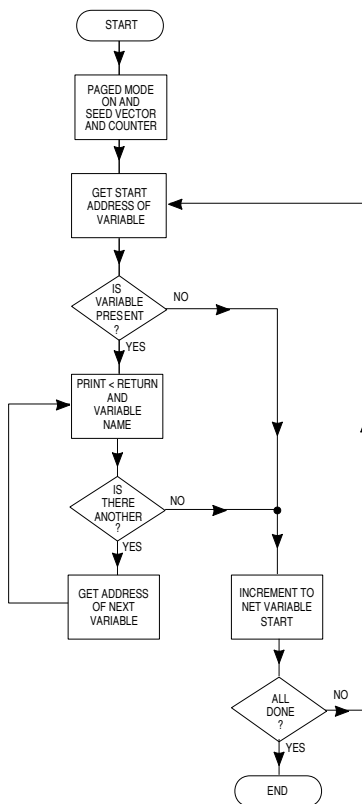 START
PAGED MODE
ON AND
SEED VECTOR
AND COUNTER
GET START
ADDRESS OF
VARIABLE
IS
VARIABLE
PRESENT
?
NO
YES
PRINT < RETURN
AND
VARIABLE
NAME
IS
THERE
ANOTHER
?
NO
YES
GET ADDRESS
OF NEXT
VARIABLE
INCREMENT TO
NET VARIABLE
START
ALL
DONE
?
NO
YES
END